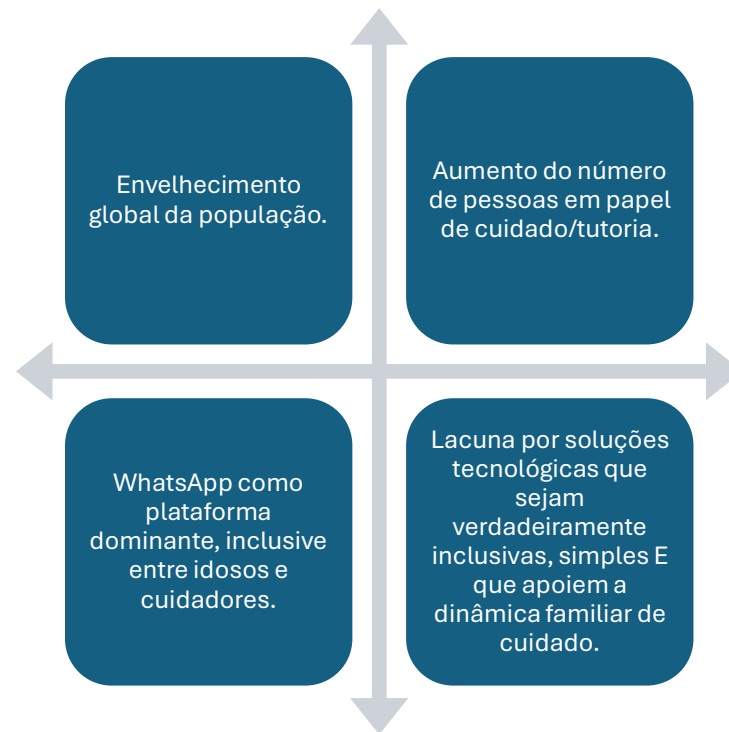 Envelhecimento
global da população.
Aumento do número
de pessoas em papel
de cuidado/tutoria.
WhatsApp como
plataforma
dominante, inclusive
entre idosos e
cuidadores.
Lacuna por soluções
tecnológicas que
sejam
verdadeiramente
inclusivas, simples E
que apoiem a
dinâmica familiar de
cuidado.